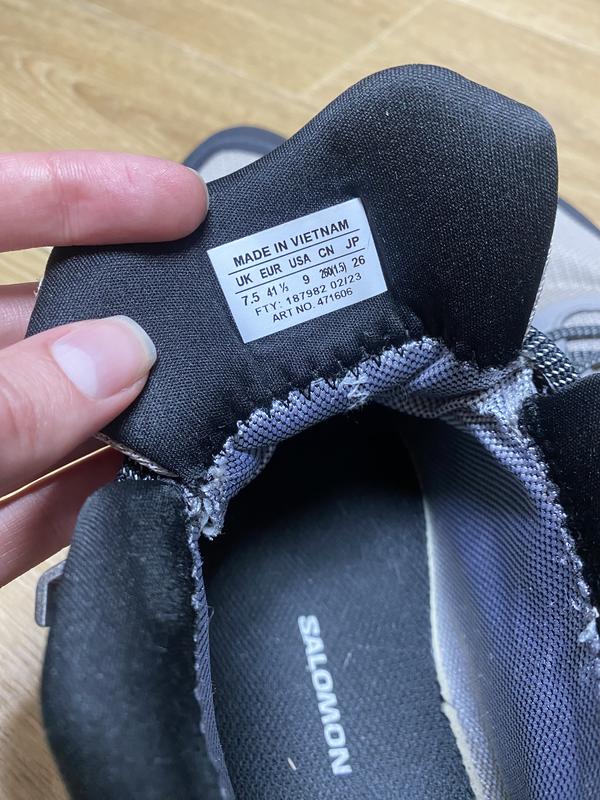 MADE IN VIETNAM
UK EUR USA CN JP
7.5 41 ⅓ 9 260(1.5) 26
FTY: 187982 02/23
ART NO. 471606
SALOMON